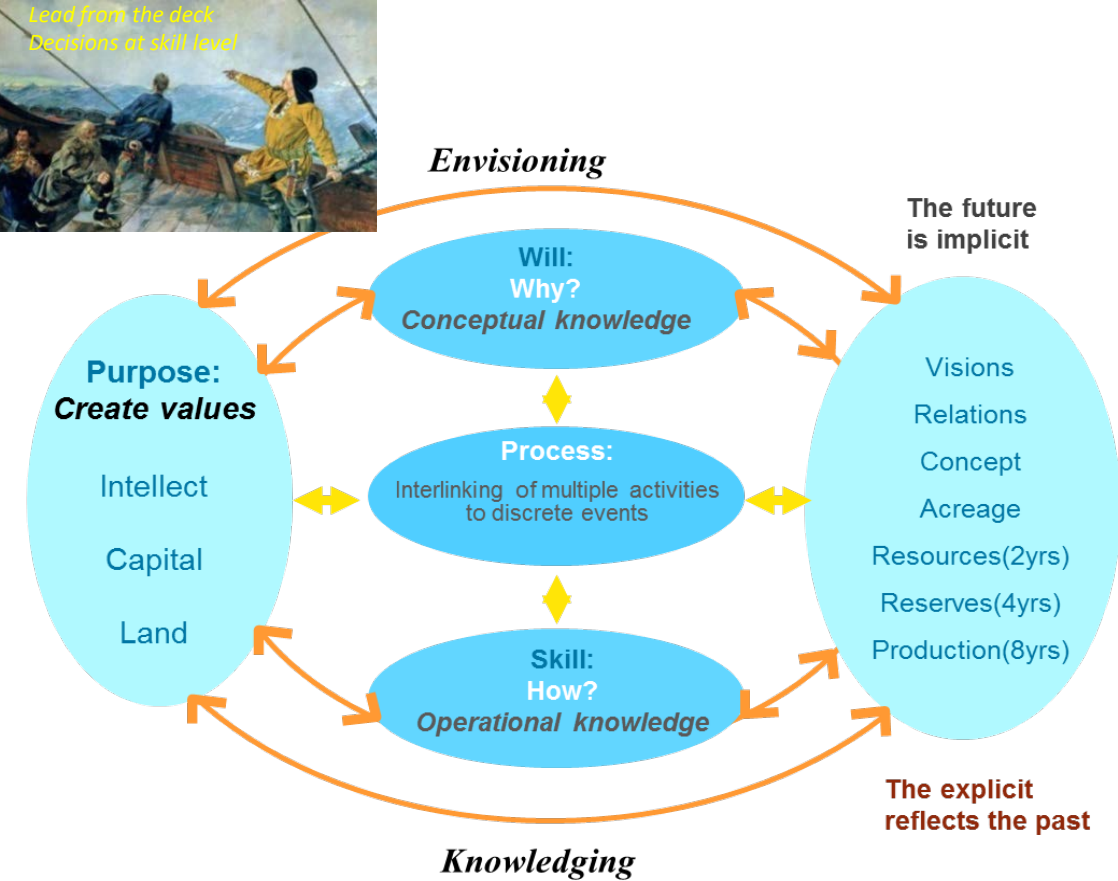 Lead from the deck
Decisions at skill level
Envisioning
The future
is implicit
Will:
Why?
Conceptual knowledge
Purpose:
Create values
Intellect
Capital
Land
Process:
Interlinking of multiple activities
to discrete events
Visions
Relations
Concept
Acreage
Resources(2yrs)
Reserves(4yrs)
Production(8yrs)
Skill:
How?
Operational knowledge
The explicit
reflects the past
Knowledging